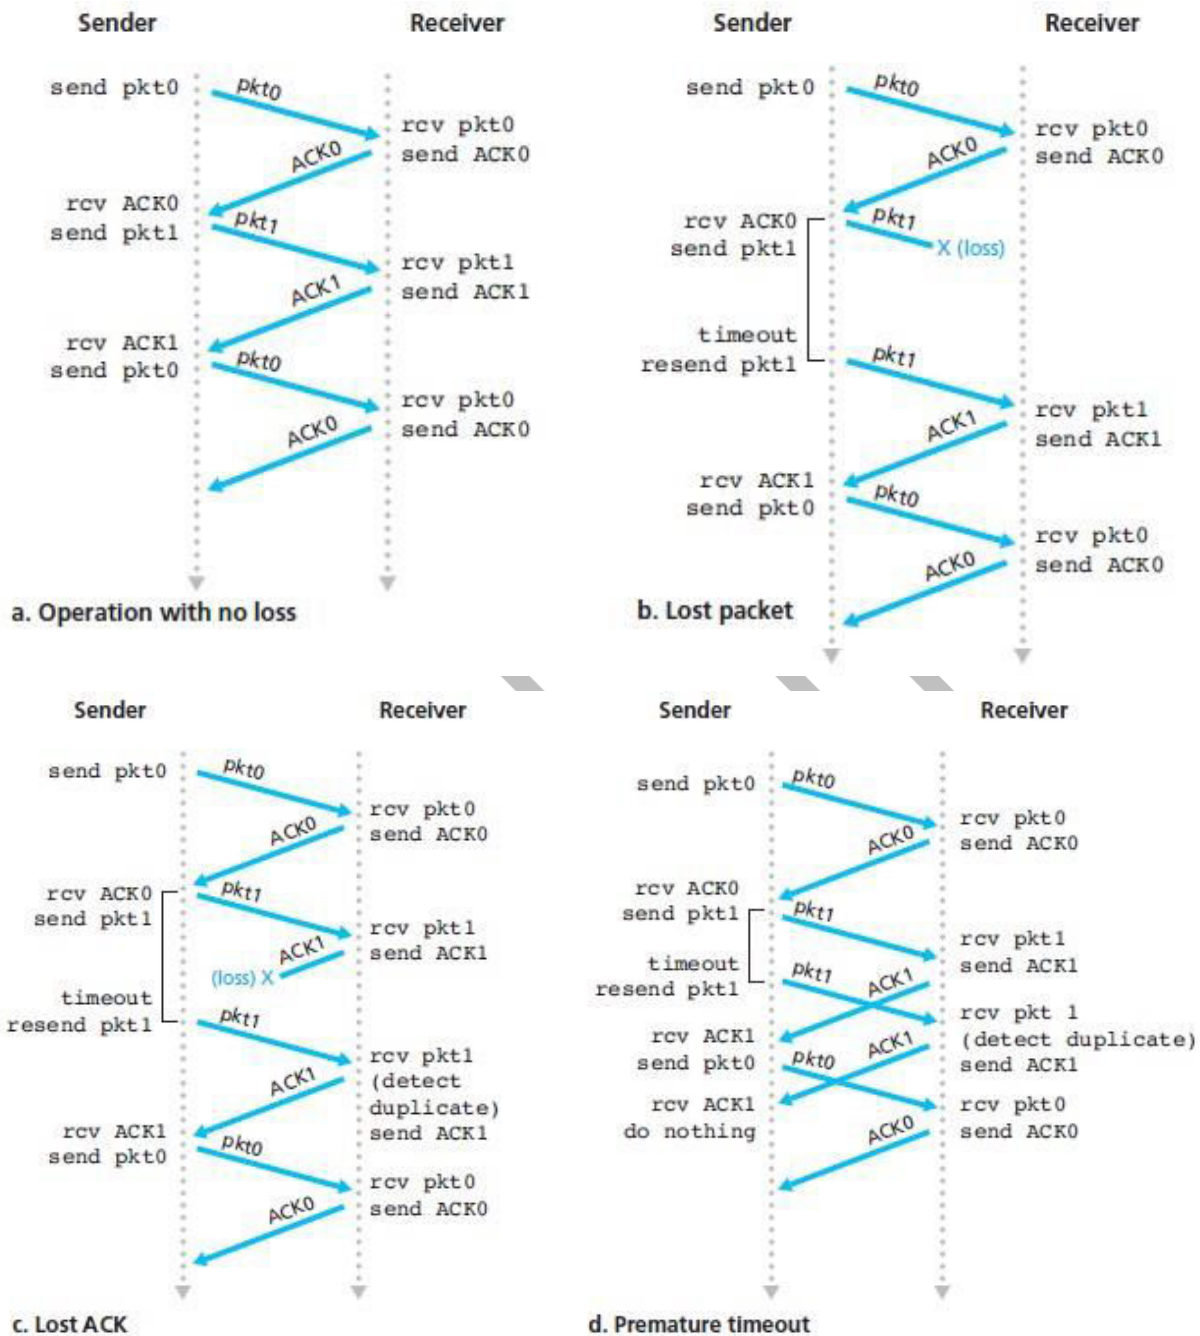 Sender
Receiver
send pkt0
pkt0
rcv pkt0
send ACK0
ACK0
rcv ACK0
send pkt1
pkt1
rcv pkt1
send ACK1
ACK1
rcv ACK1
send pkt0
pkt0
rcv pkt0
send ACK0
ACK0
a. Operation with no loss
Sender
Receiver
send pkt0
pkt0
rcv pkt0
send ACK0
ACK0
rcv ACK0
send pkt1
pkt1
X (loss)
timeout
resend pkt1
pkt1
rcv pkt1
send ACK1
ACK1
rcv ACK1
send pkt0
pkt0
rcv pkt0
send ACK0
ACK0
b. Lost packet
Sender
Receiver
send pkt0
pkt0
rcv pkt0
send ACK0
ACK0
rcv ACK0
send pkt1
pkt1
rcv pkt1
send ACK1
ACK1
(loss) X
timeout
resend pkt1
pkt1
rcv pkt1
(detect
duplicate)
send ACK1
ACK1
rcv ACK1
send pkt0
pkt0
rcv pkt0
send ACK0
ACK0
c. Lost ACK
Sender
Receiver
send pkt0
pkt0
rcv pkt0
send ACK0
ACK0
rcv ACK0
send pkt1
pkt1
rcv pkt1
send ACK1
timeout
resend pkt1
pkt1
ACK1
rcv pkt 1
(detect duplicate)
send ACK1
rcv ACK1
send pkt0
pkt0
ACK1
rcv ACK1
do nothing
rcv pkt0
send ACK0
ACK0
d. Premature timeout